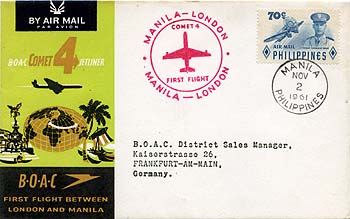 BY AIR MAIL
PAR AVION
B·O·A·C COMET 4 JETLINER
B·O·A·C
FIRST FLIGHT BETWEEN
LONDON AND MANILA
MANILA-LONDON
COMET 4
FIRST FLIGHT
MANILA-LONDON
70c
AIR MAIL
PHILIPPINES
MANILA
NOV
2
1961
PHILIPPINES
B.O.A.C. District Sales Manager,
Kaiserstrasse 26,
FRANKFURT-AM-MAIN,
Germany.